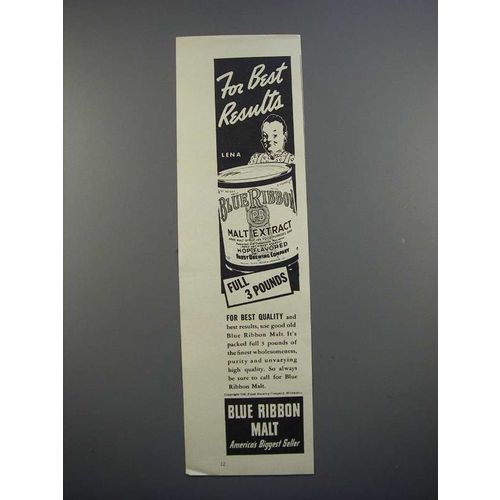 For Best
Results
LENA
BLUE RIBBON
MALT EXTRACT
HOP FLAVORED
PABST BREWING COMPANY
FULL
3 POUNDS
FOR BEST QUALITY and
best results, use good old
Blue Ribbon Malt. It's
packed full 3 pounds of
the finest wholesomeness,
purity and unvarying
high quality. So always
be sure to call for Blue
Ribbon Malt.
BLUE RIBBON
MALT
America's Biggest Seller
12